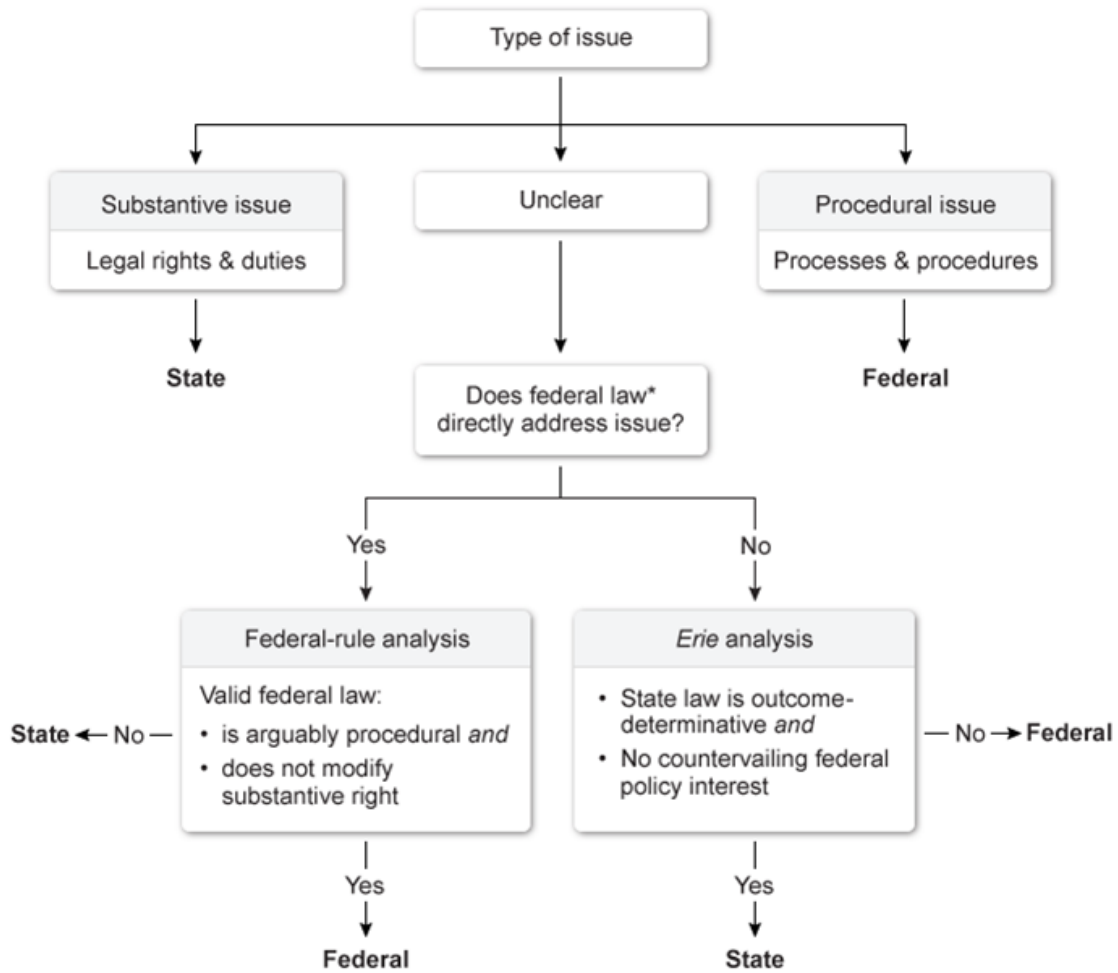 Type of issue
Substantive issue
Legal rights & duties
State
Unclear
Procedural issue
Processes & procedures
Federal
Does federal law*
directly address issue?
Yes
No
Federal-rule analysis
Valid federal law:
• is arguably procedural and
• does not modify
substantive right
State
No
Yes
Federal
Erie analysis
• State law is outcome-
determinative and
• No countervailing federal
policy interest
No
Federal
Yes
State